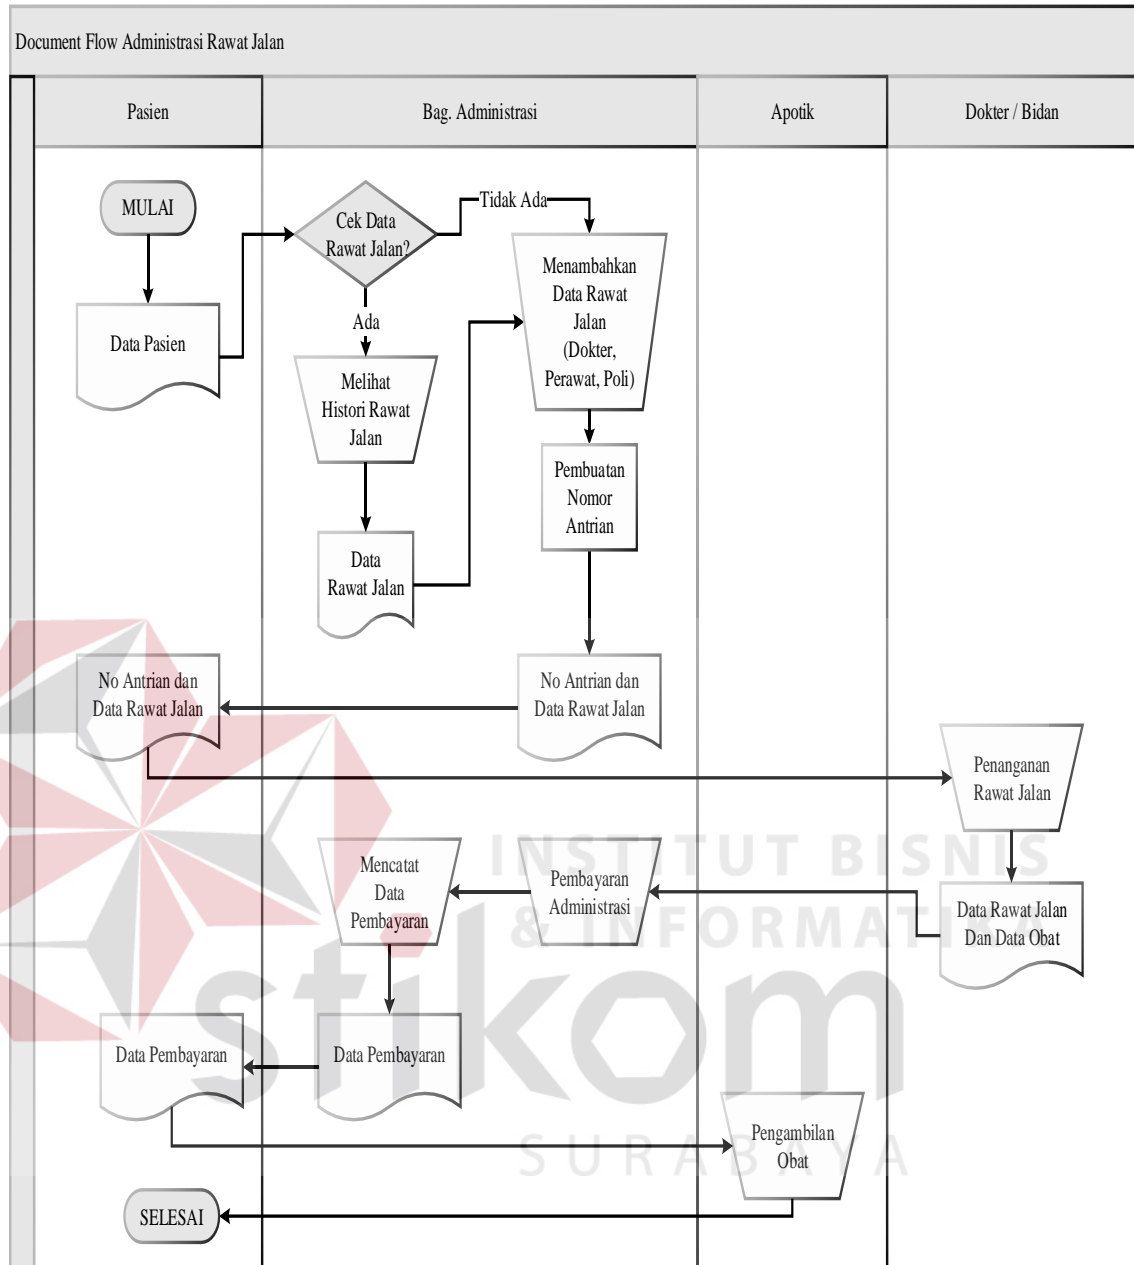 Document Flow Administrasi Rawat Jalan
Pasien
Bag. Administrasi
Apotik
Dokter / Bidan
MULAI
Cek Data
Rawat Jalan?
Tidak Ada
Menambahkan
Data Rawat
Jalan
(Dokter,
Perawat, Poli)
Data Pasien
Ada
Melihat
Histori Rawat
Jalan
Pembuatan
Nomor
Antrian
Data
Rawat Jalan
No Antrian dan
Data Rawat Jalan
No Antrian dan
Data Rawat Jalan
Penanganan
Rawat Jalan
Mencatat
Data
Pembayaran
Pembayaran
Administrasi
Data Rawat Jalan
Dan Data Obat
Data Pembayaran
Data Pembayaran
Pengambilan
Obat
SELESAI
INSTITUT BISNIS
& INFORMATIKA
stikom
SURABAYA